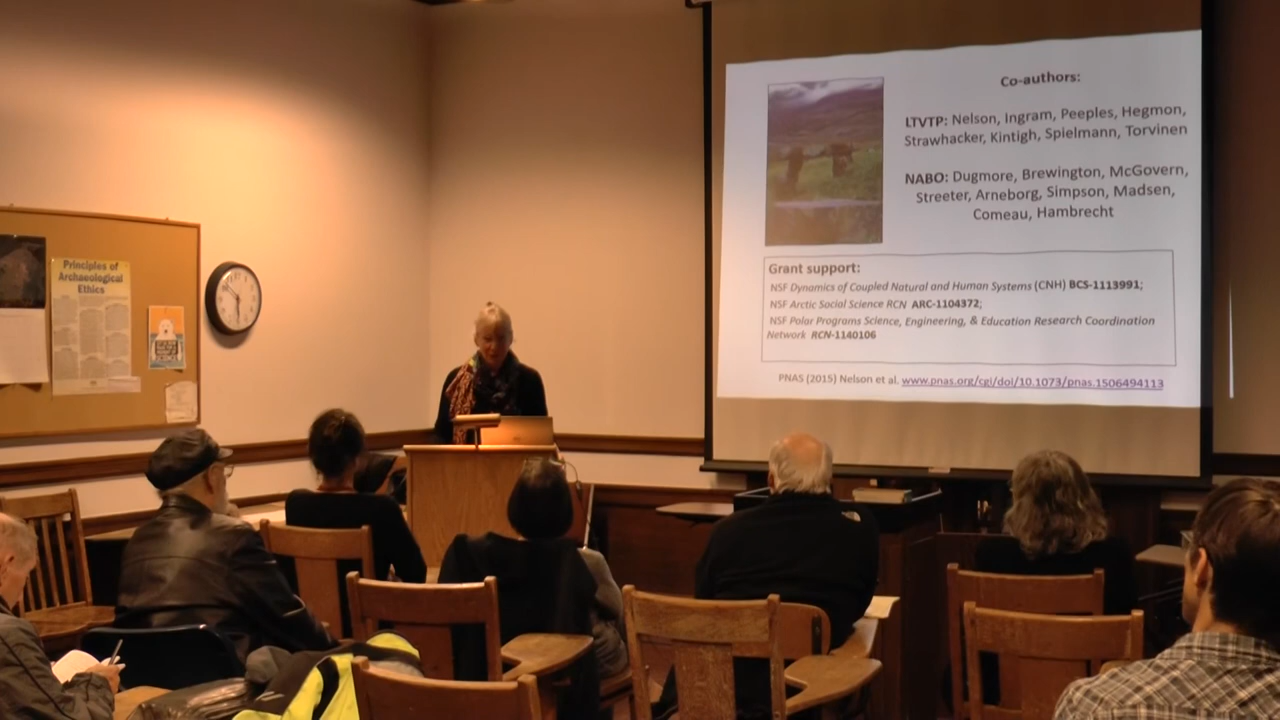 Principles of
Archaeological
Ethics
Co-authors:
LTVTP: Nelson, Ingram, Peeples, Hegmon,
Strawhacker, Kintigh, Spielmann, Torvinen
NABO: Dugmore, Brewington, McGovern,
Streeter, Arneborg, Simpson, Madsen,
Comeau, Hambrecht
Grant support:
NSF Dynamics of Coupled Natural and Human Systems (CNH) BCS-1113991;
NSF Arctic Social Science RCN ARC-1104372;
NSF Polar Programs Science, Engineering, & Education Research Coordination
Network RCN-1140106
PNAS (2015) Nelson et al. www.pnas.org/cgi/doi/10.1073/pnas.1506494113